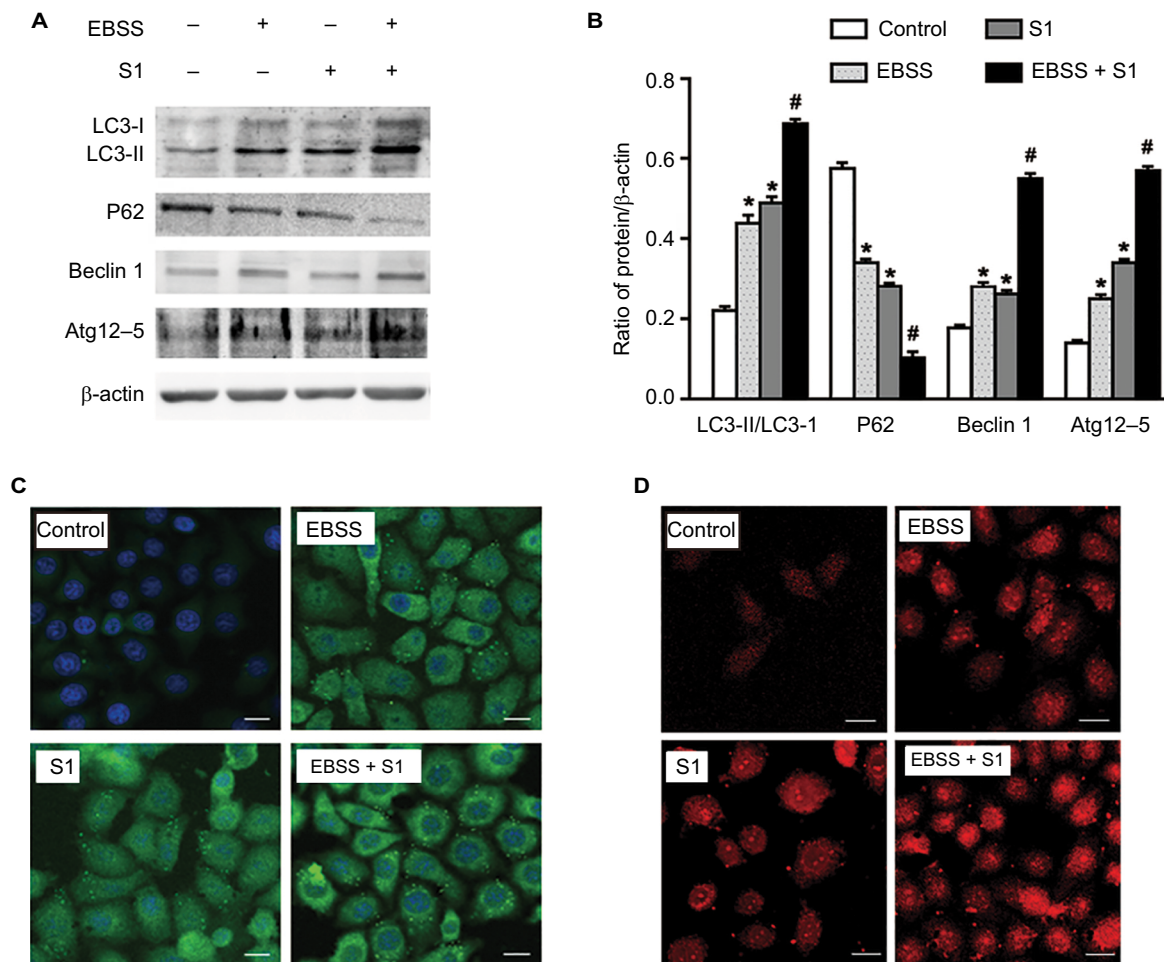 A
EBSS – + – +
S1 – – + +
LC3-I
LC3-II
P62
Beclin 1
Atg12–5
β-actin
B
Control S1
EBSS EBSS + S1
Ratio of protein/β-actin
0.8
0.6
0.4
0.2
0.0
* * #
* * #
* * #
* * #
LC3-II/LC3-1 P62 Beclin 1 Atg12–5
C
Control EBSS
S1 EBSS + S1
D
Control EBSS
S1 EBSS + S1